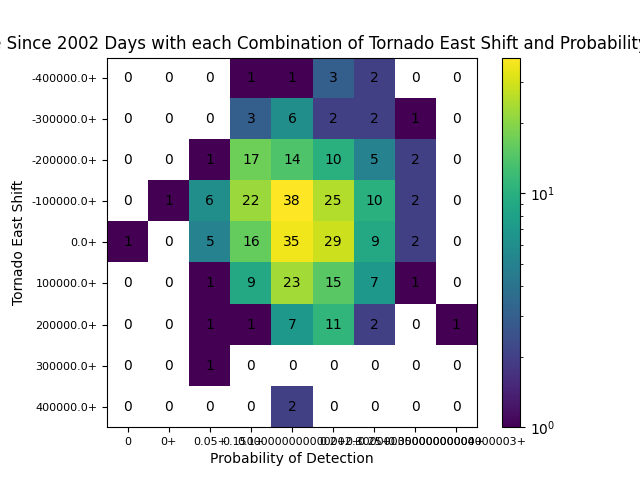 Since 2002 Days with each Combination of Tornado East Shift and Probability
-400000.0+ 0 0 0 1 1 3 2 0 0
-300000.0+ 0 0 0 3 6 2 2 1 0
-200000.0+ 0 0 1 17 14 10 5 2 0
-100000.0+ 0 1 6 22 38 25 10 2 0
0.0+ 1 0 5 16 35 29 9 2 0
100000.0+ 0 0 1 9 23 15 7 1 0
200000.0+ 0 0 1 1 7 11 2 0 1
300000.0+ 0 0 1 0 0 0 0 0 0
400000.0+ 0 0 0 0 2 0 0 0 0
0 0+ 0.05+
Probability of Detection
Tornado East Shift
10¹
10⁰